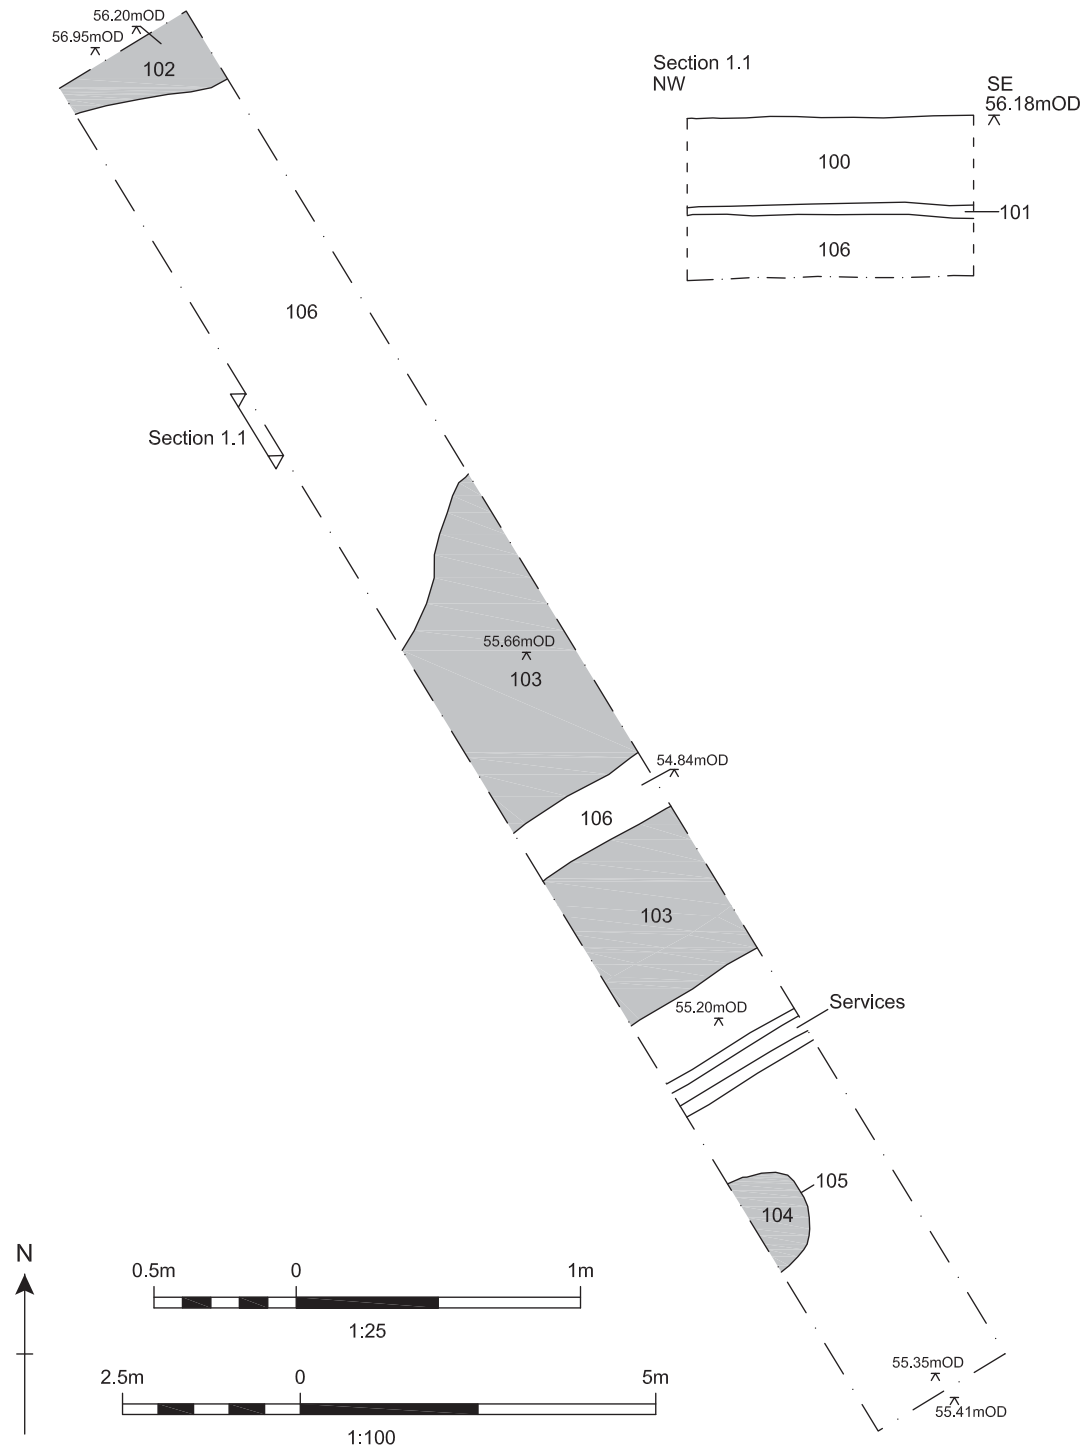 56.20mOD
56.95mOD
102
Section 1.1
NW
SE
56.18mOD
100
101
106
106
Section 1.1
55.66mOD
103
54.84mOD
106
103
55.20mOD
Services
105
104
N
0.5m 0 1m
1:25
2.5m 0 5m
1:100
55.35mOD
55.41mOD